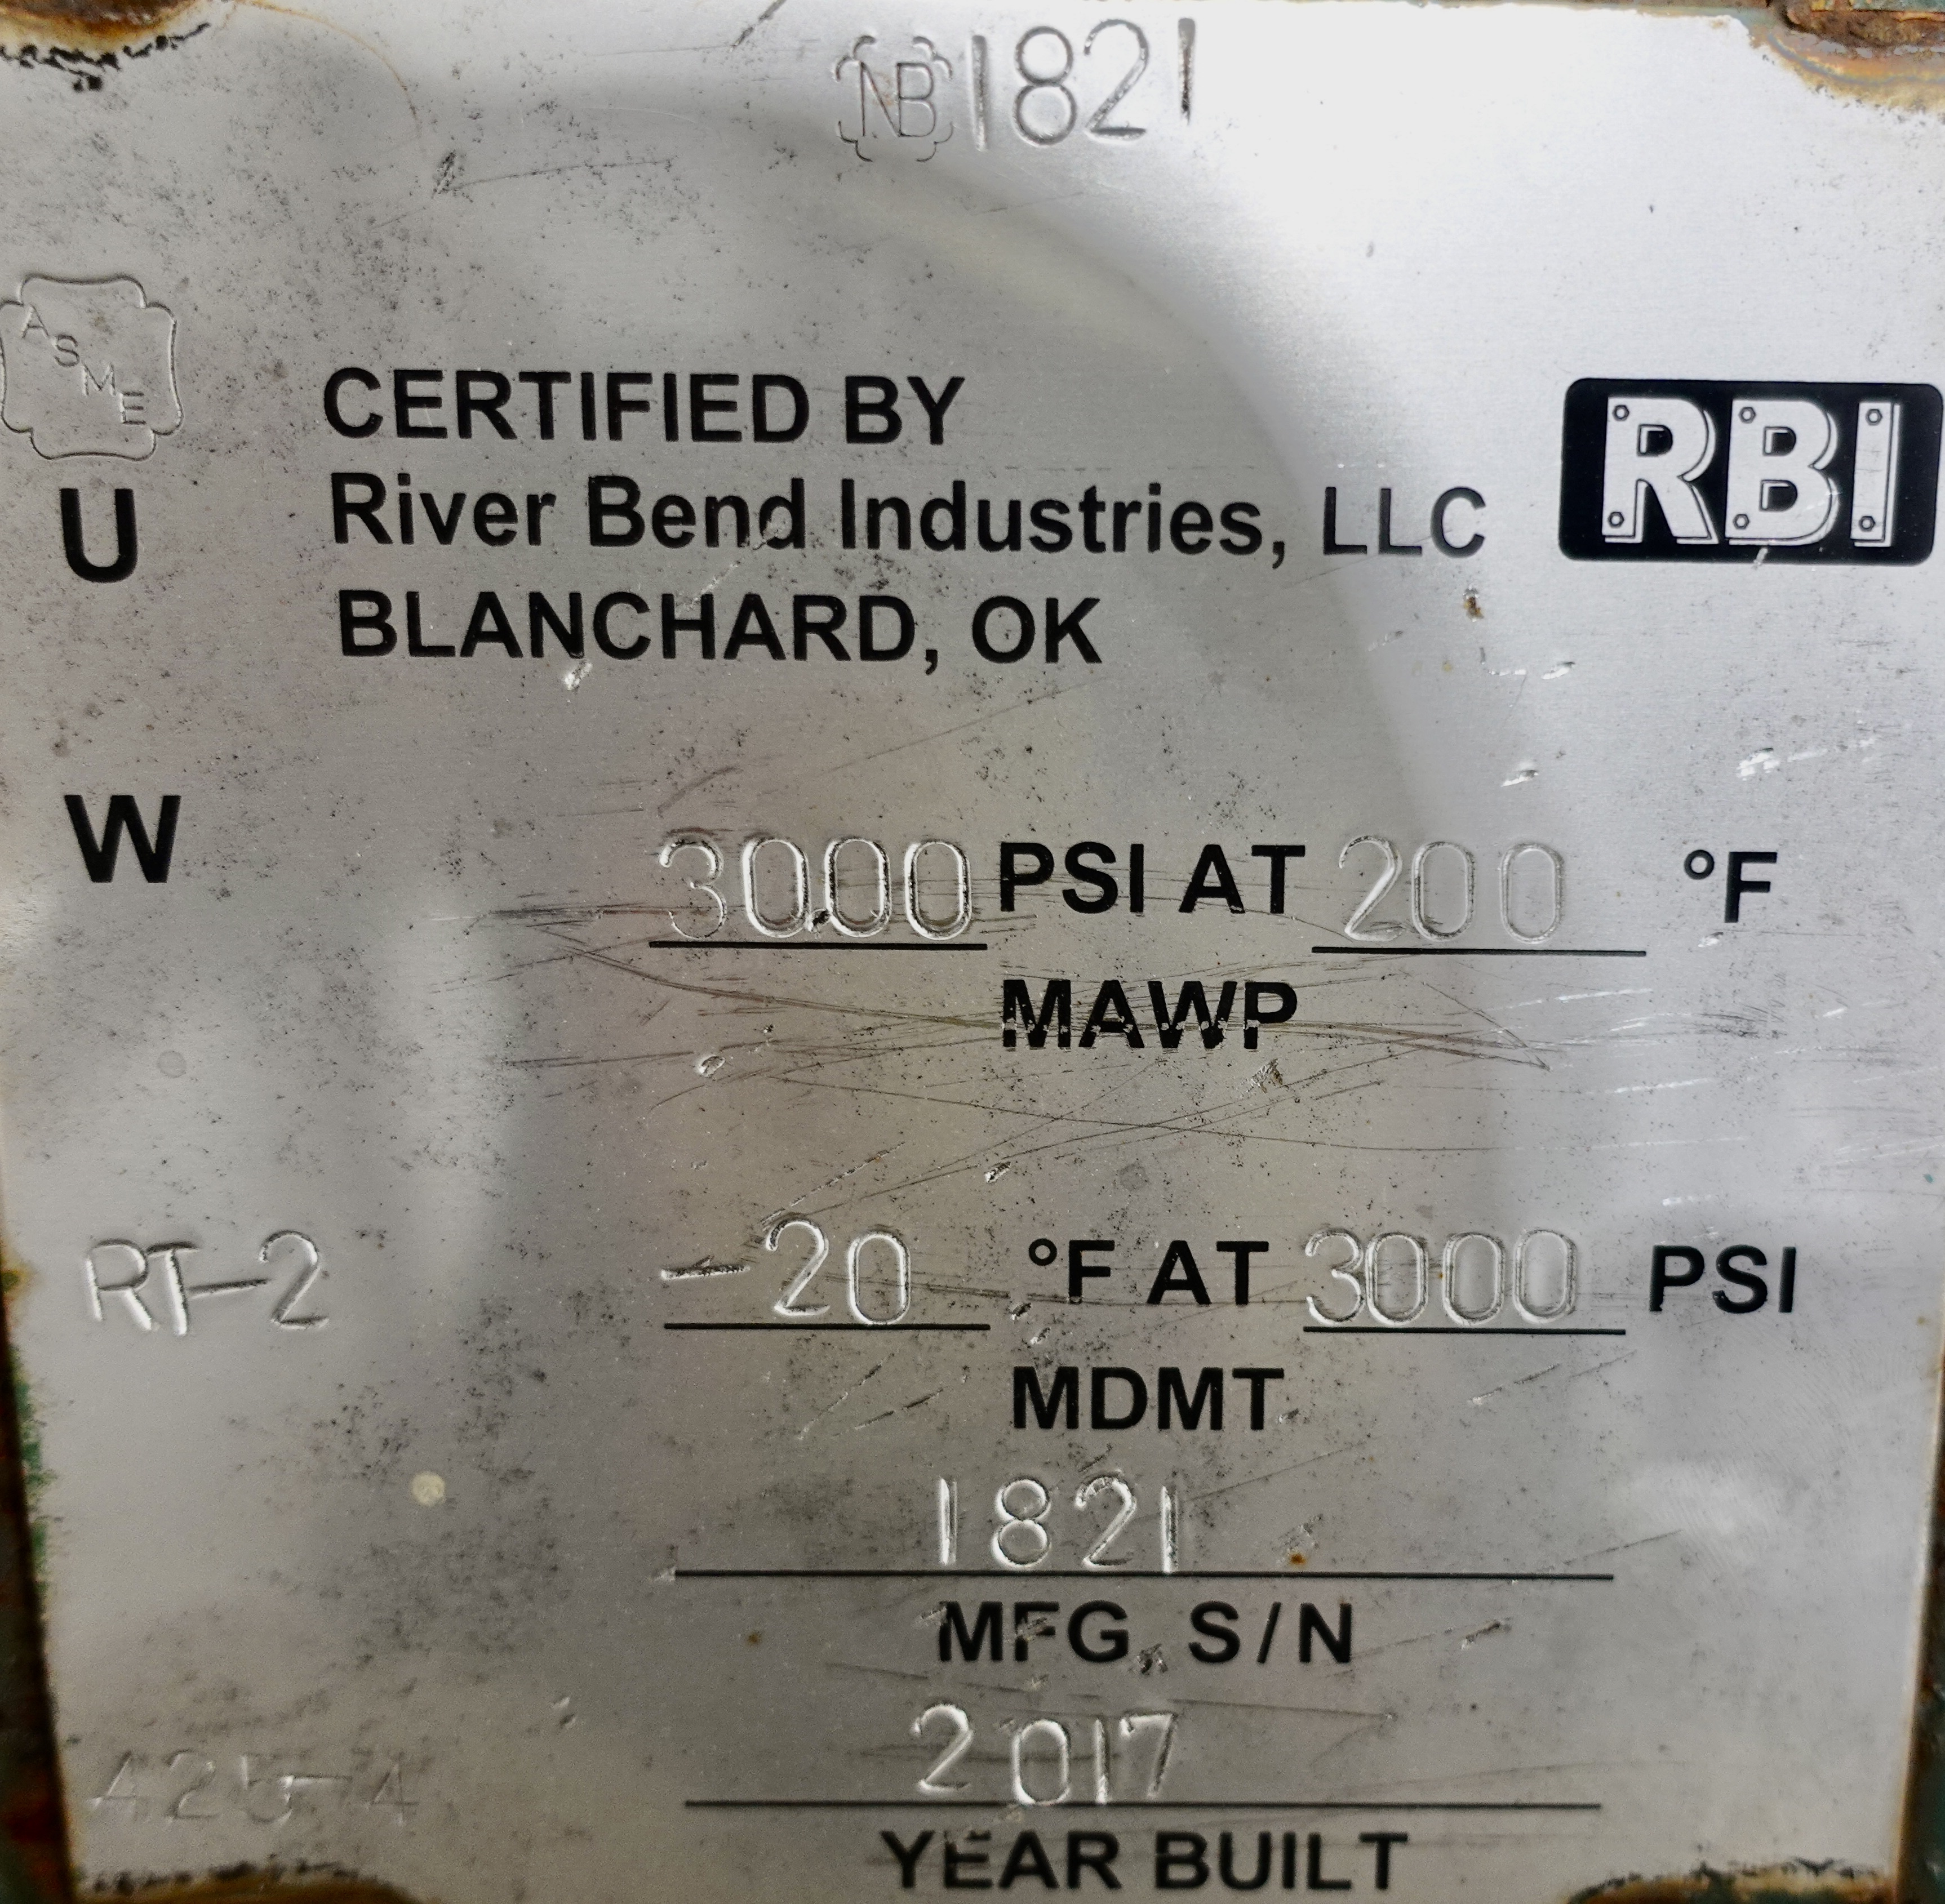 NB 1821
ASME
CERTIFIED BY
RBI
U
River Bend Industries, LLC
BLANCHARD, OK
W
3000 PSI AT 200 °F
MAWP
RT-2
-20 °F AT 3000 PSI
MDMT
1821
MFG, S/N
2017
YEAR BUILT